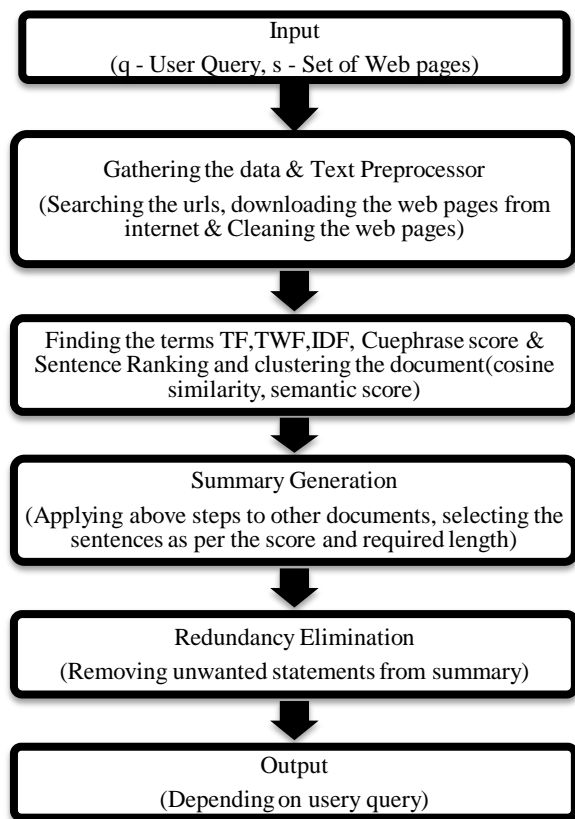 Input
(q - User Query, s - Set of Web pages)
Gathering the data & Text Preprocessor
(Searching the urls, downloading the web pages from
internet & Cleaning the web pages)
Finding the terms TF,TWF,IDF, Cuephrase score &
Sentence Ranking and clustering the document(cosine
similarity, semantic score)
Summary Generation
(Applying above steps to other documents, selecting the
sentences as per the score and required length)
Redundancy Elimination
(Removing unwanted statements from summary)
Output
(Depending on usery query)